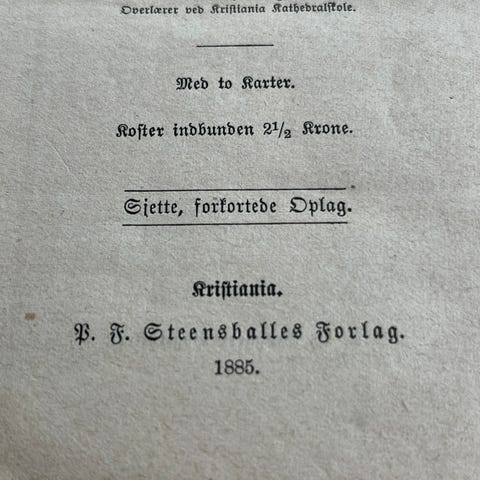 Overlærer ved Kristiania Kathedralskole.
Med to Karter.
Koster indbunden 2½ Krone.
Sjette, forkortede Oplag.
Kristiania.
P. F. Steensballes Forlag.
1885.